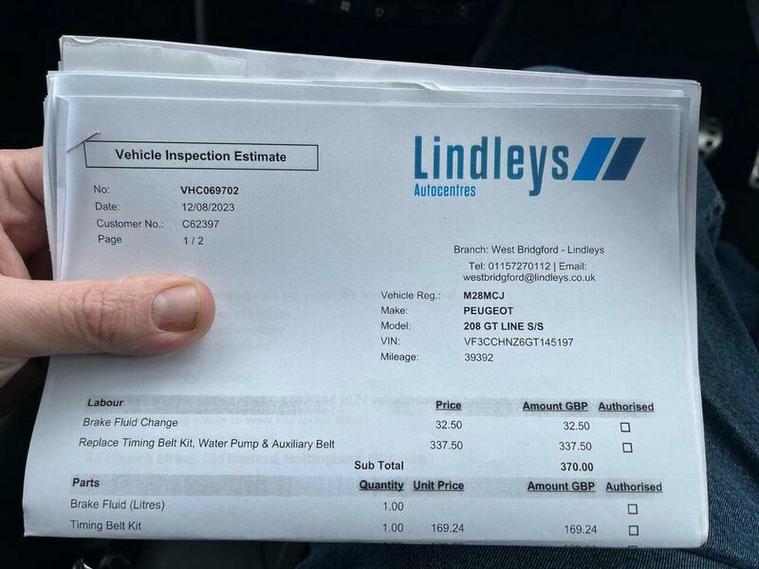 Vehicle Inspection Estimate
Lindleys
Autocentres
No: VHC069702
Date: 12/08/2023
Customer No.: C62397
Page 1 / 2
Branch: West Bridgford - Lindleys
Tel: 01157270112 | Email:
westbridgford@lindleys.co.uk
Vehicle Reg.: M28MCJ
Make: PEUGEOT
Model: 208 GT LINE S/S
VIN: VF3CCHNZ6GT145197
Mileage: 39392
Labour Price Amount GBP Authorised
Brake Fluid Change 32.50 32.50
Replace Timing Belt Kit, Water Pump & Auxiliary Belt 337.50 337.50
Sub Total 370.00
Parts Quantity Unit Price Amount GBP Authorised
Brake Fluid (Litres) 1.00
Timing Belt Kit 1.00 169.24 169.24